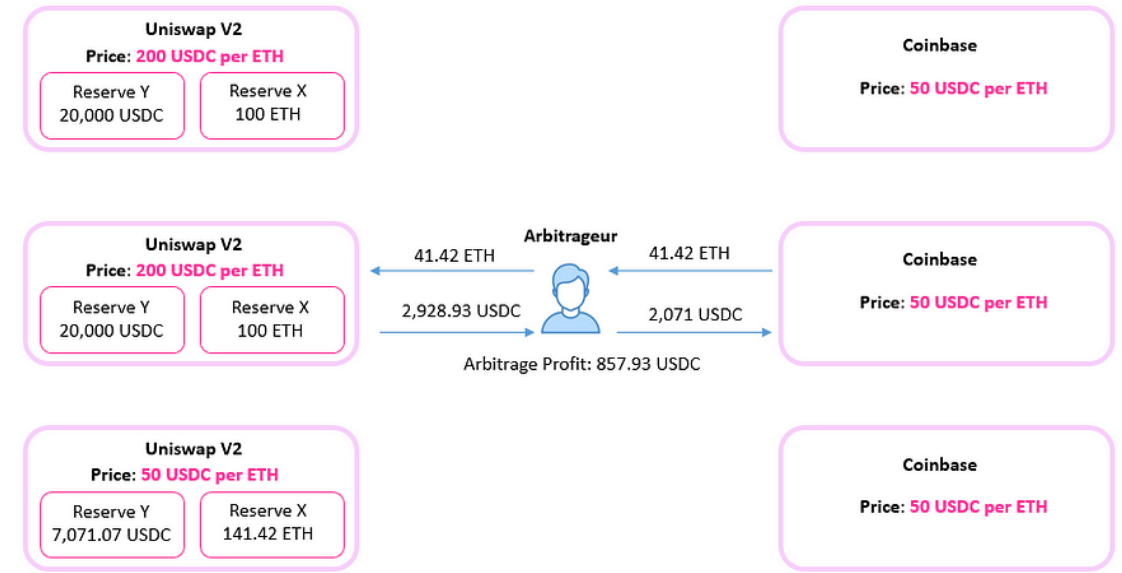 Uniswap V2
Price: 200 USDC per ETH
Reserve Y
20,000 USDC
Reserve X
100 ETH
Coinbase
Price: 50 USDC per ETH
Uniswap V2
Price: 200 USDC per ETH
Reserve Y
20,000 USDC
Reserve X
100 ETH
Arbitrageur
41.42 ETH
41.42 ETH
2,928.93 USDC
2,071 USDC
Arbitrage Profit: 857.93 USDC
Coinbase
Price: 50 USDC per ETH
Uniswap V2
Price: 50 USDC per ETH
Reserve Y
7,071.07 USDC
Reserve X
141.42 ETH
Coinbase
Price: 50 USDC per ETH